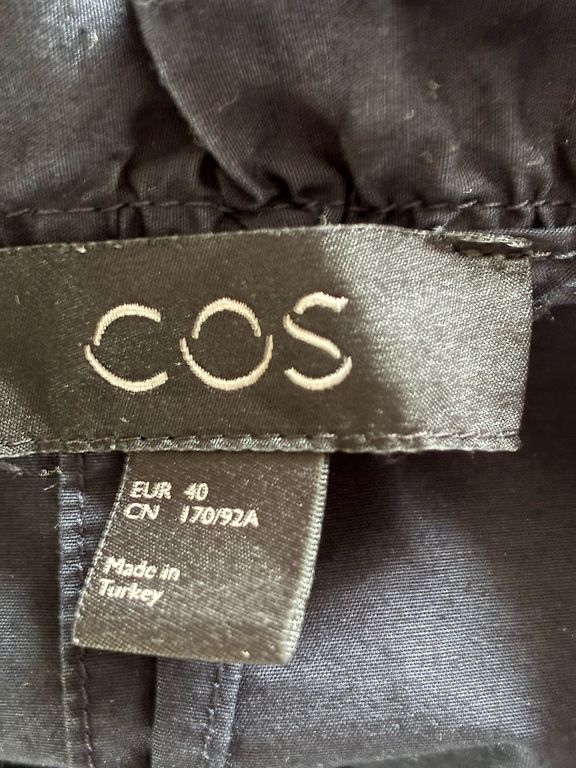 COS
EUR 40
CN 170/92A
Made in
Turkey